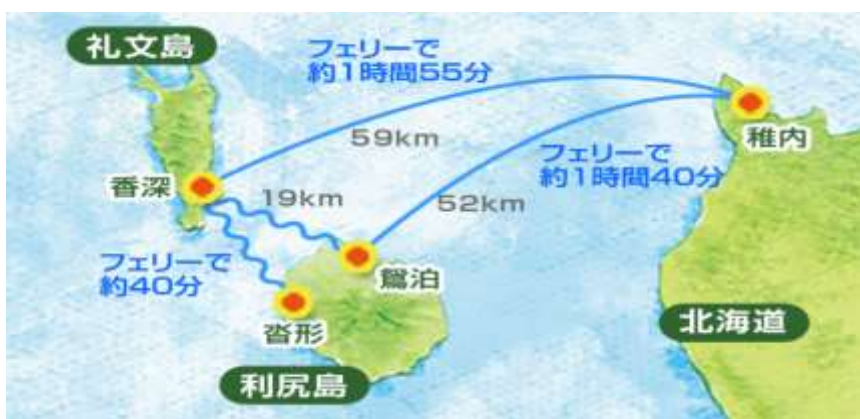 礼文島
フェリーで
約1時間55分
稚内
59km
フェリーで
約1時間40分
香深
19km
52km
フェリーで
約40分
鴛泊
沓形
北海道
利尻島